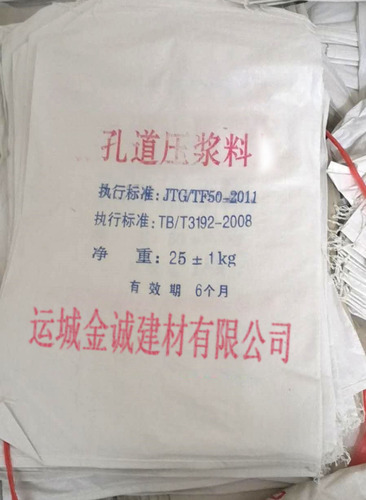 孔道压浆料
执行标准: JTG/TF50-2011
执行标准: TB/T3192-2008
净 重: 25±1kg
有效期 6个月
运城金诚建材有限公司